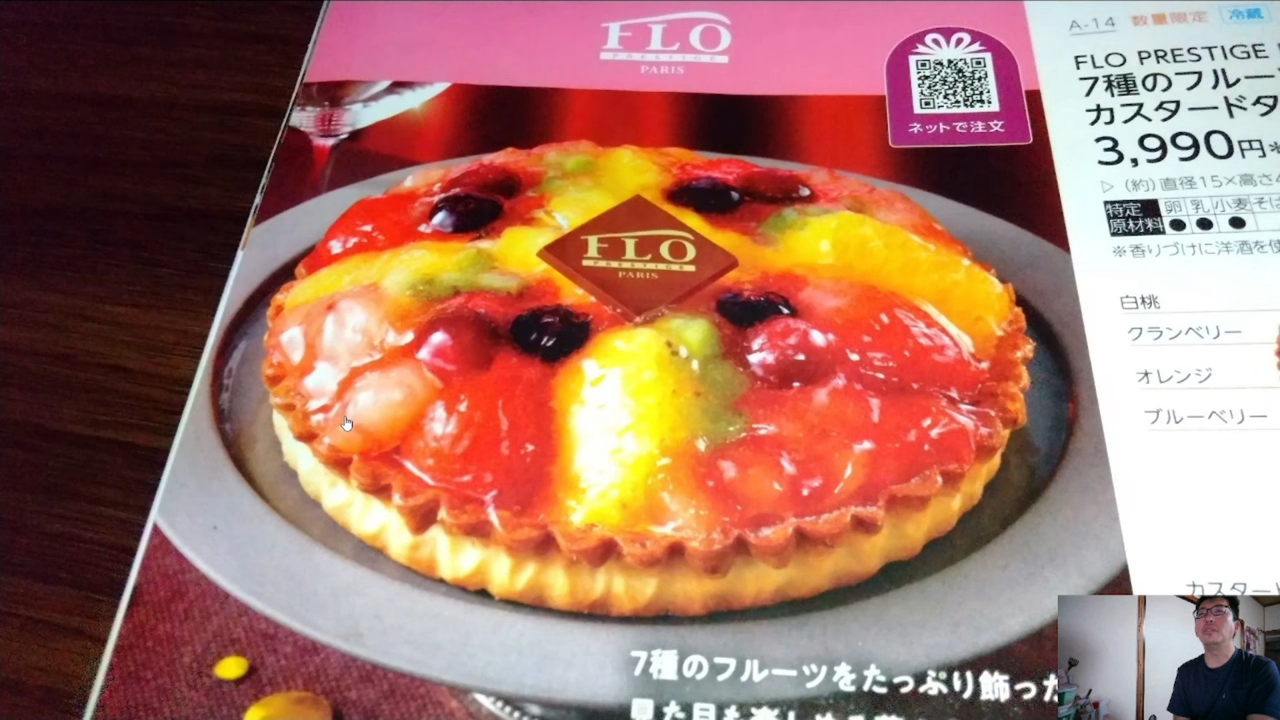 FLO
PRESTIGE
PARIS
ネットで注文
FLO
PRESTIGE
PARIS
7種のフルーツをたっぷり飾った
A-14 数量限定 冷蔵
FLO PRESTIGE
7種のフルー
カスタードタ
3,990円*
▷(約)直径15×高さ4
特定原材料 卵 乳 小麦 そば
※香りづけに洋酒を使
白桃
クランベリー
オレンジ
ブルーベリー
カスタード